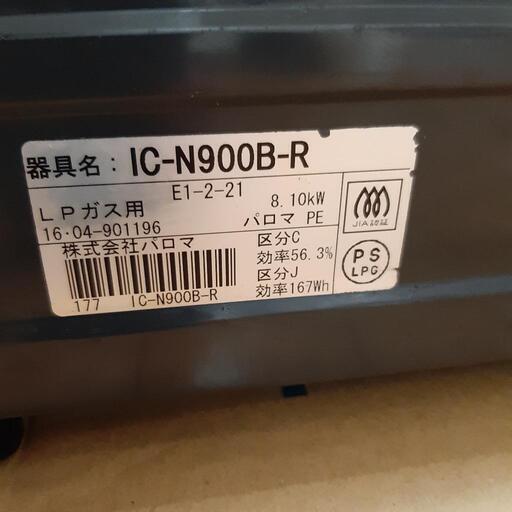 器具名：IC-N900B-R
E1-2-21
LPガス用 8.10kW
16・04-901196 パロマ PE
株式会社パロマ
区分C
効率56.3%
区分J
効率167Wh
177 IC-N900B-R
JIA認証
PS
LPG